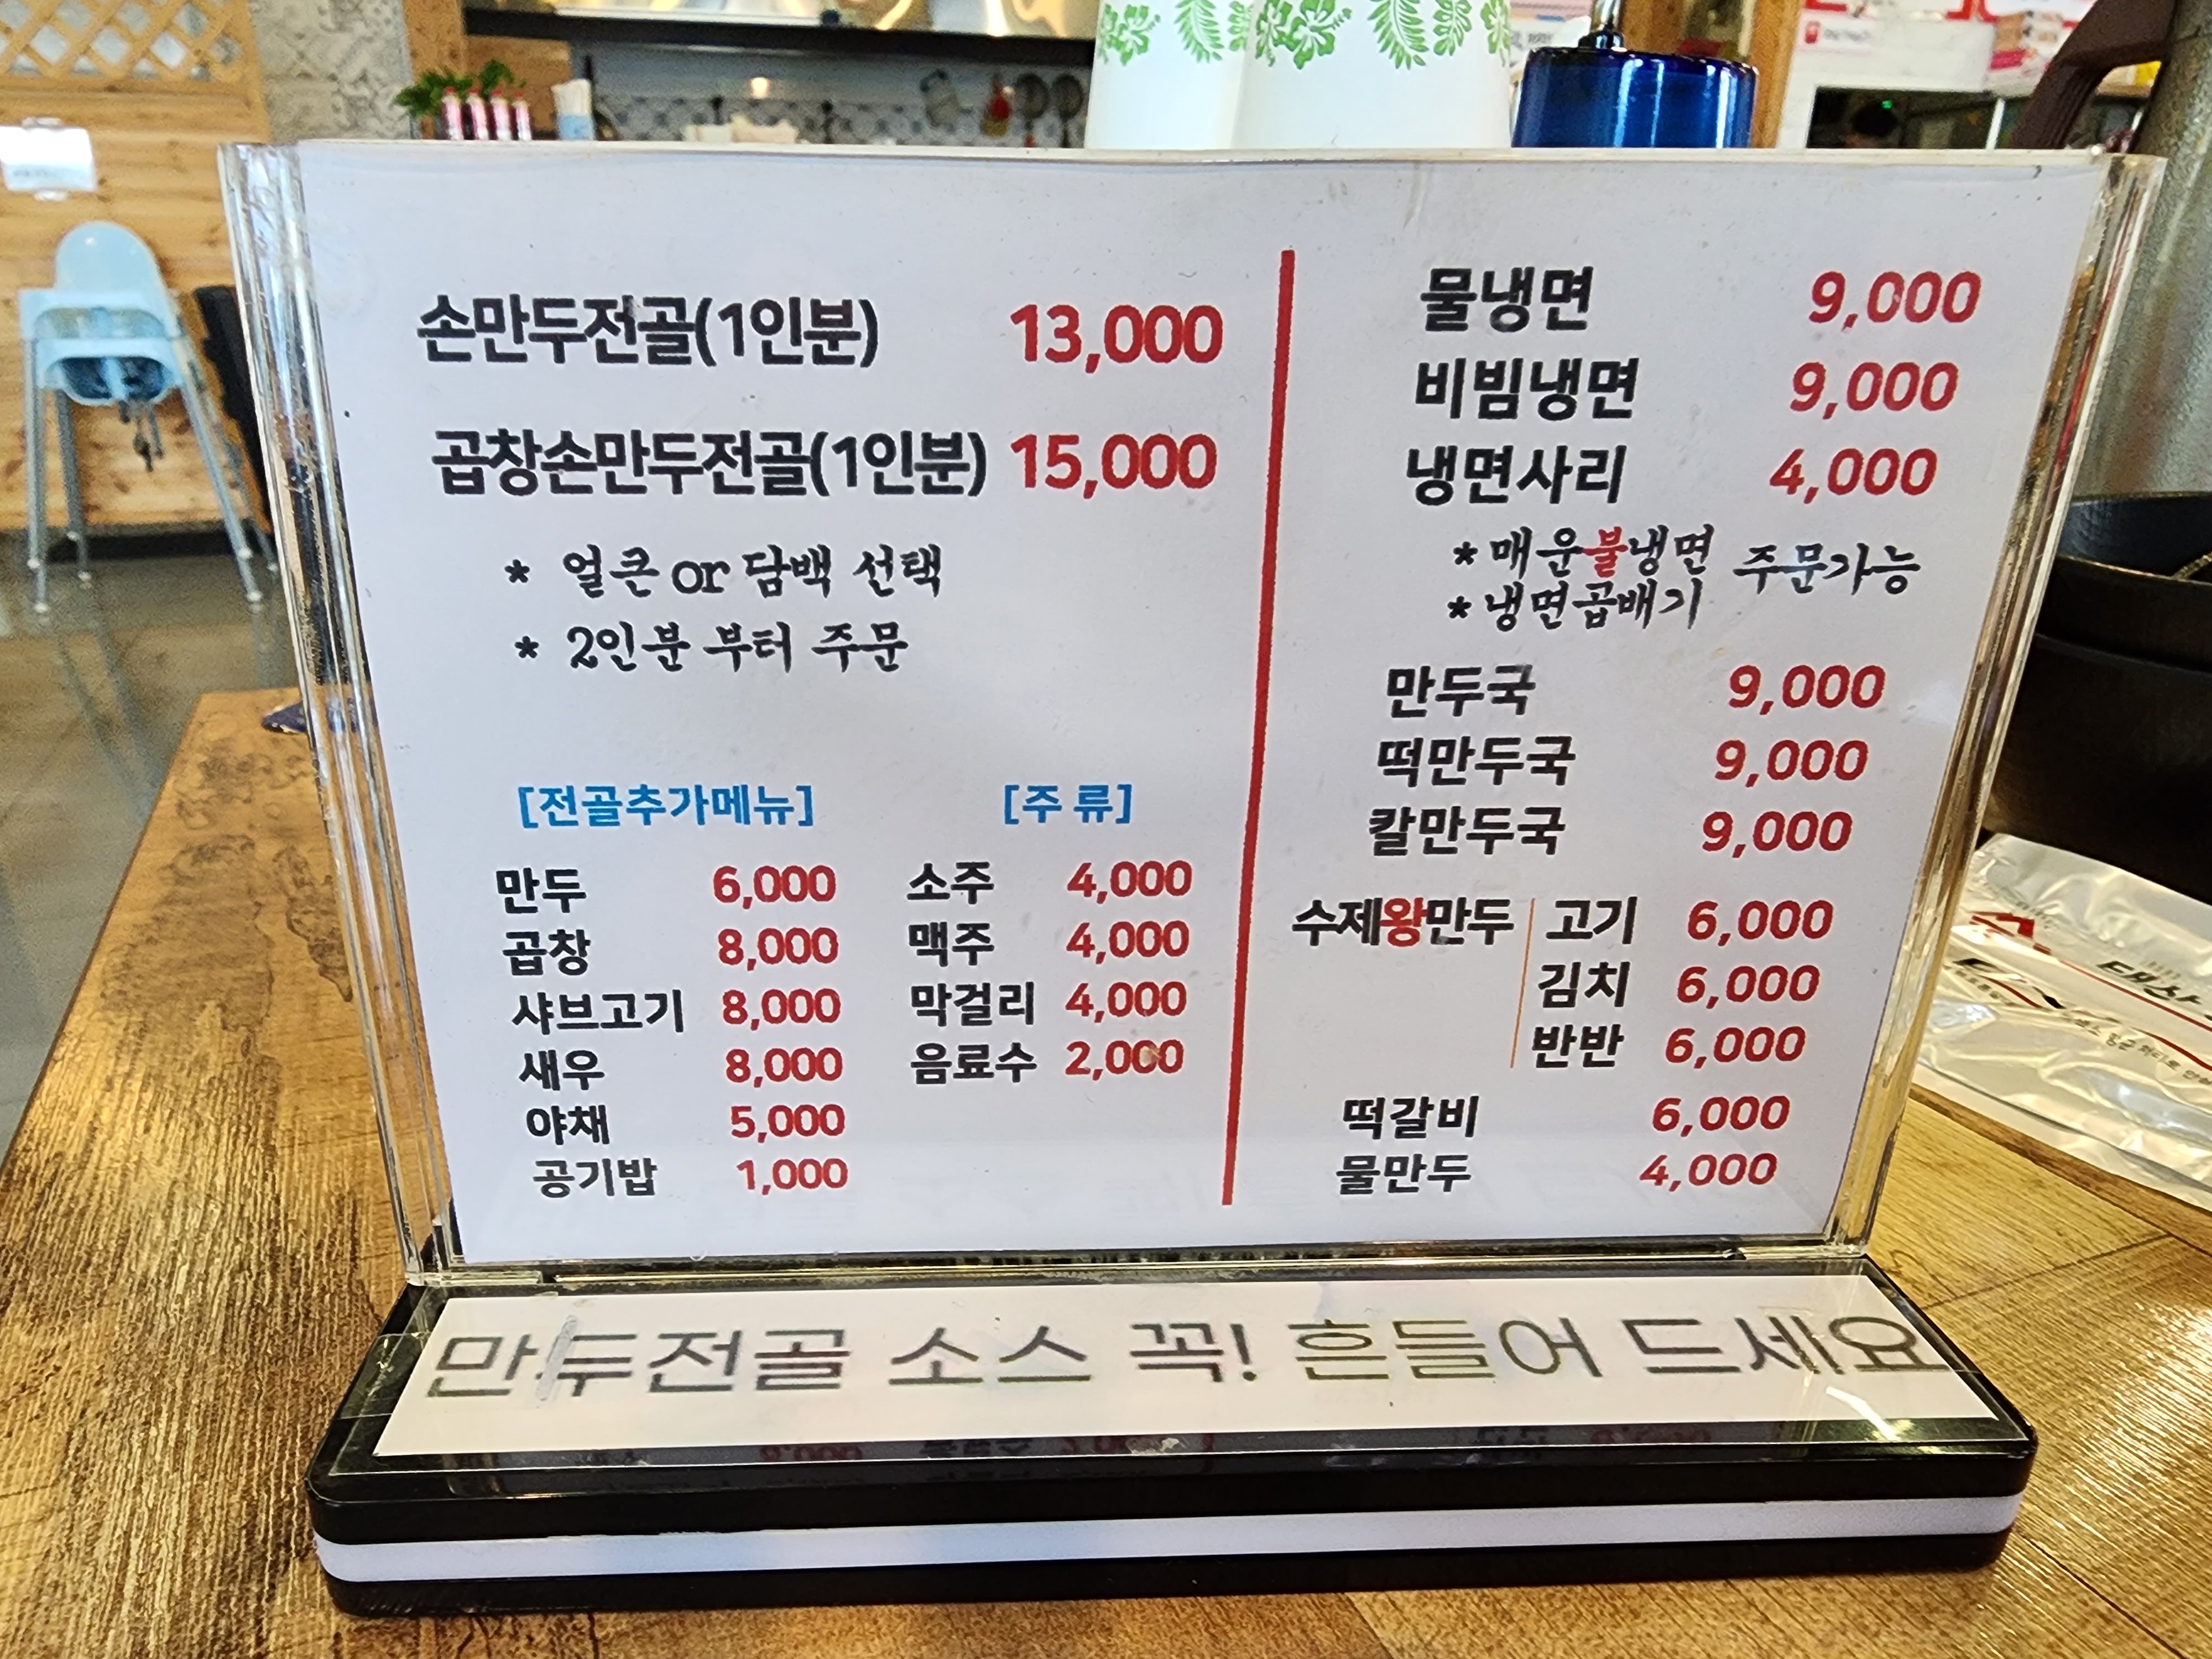 손만두전골(1인분) 13,000
곱창손만두전골(1인분) 15,000
* 얼큰 or 담백 선택
* 2인분 부터 주문
[전골추가메뉴]
만두 6,000
곱창 8,000
샤브고기 8,000
새우 8,000
야채 5,000
공기밥 1,000
[주 류]
소주 4,000
맥주 4,000
막걸리 4,000
음료수 2,000
물냉면 9,000
비빔냉면 9,000
냉면사리 4,000
* 매운불냉면 주문가능
* 냉면곱배기
만두국 9,000
떡만두국 9,000
칼만두국 9,000
수제왕만두 고기 6,000
김치 6,000
반반 6,000
떡갈비 6,000
물만두 4,000
만두전골 소스 꼭! 흔들어 드세요